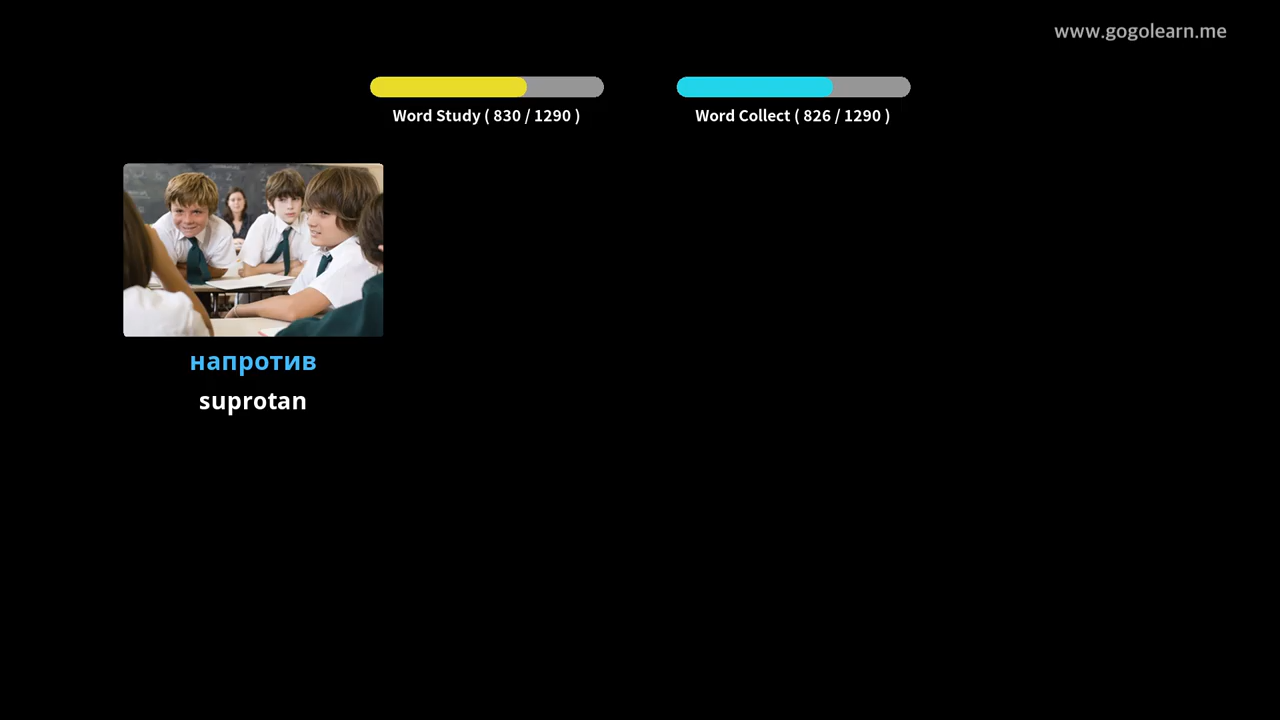 www.gogolearn.me
Word Study ( 830 / 1290 )
Word Collect ( 826 / 1290 )
напротив
suprotan